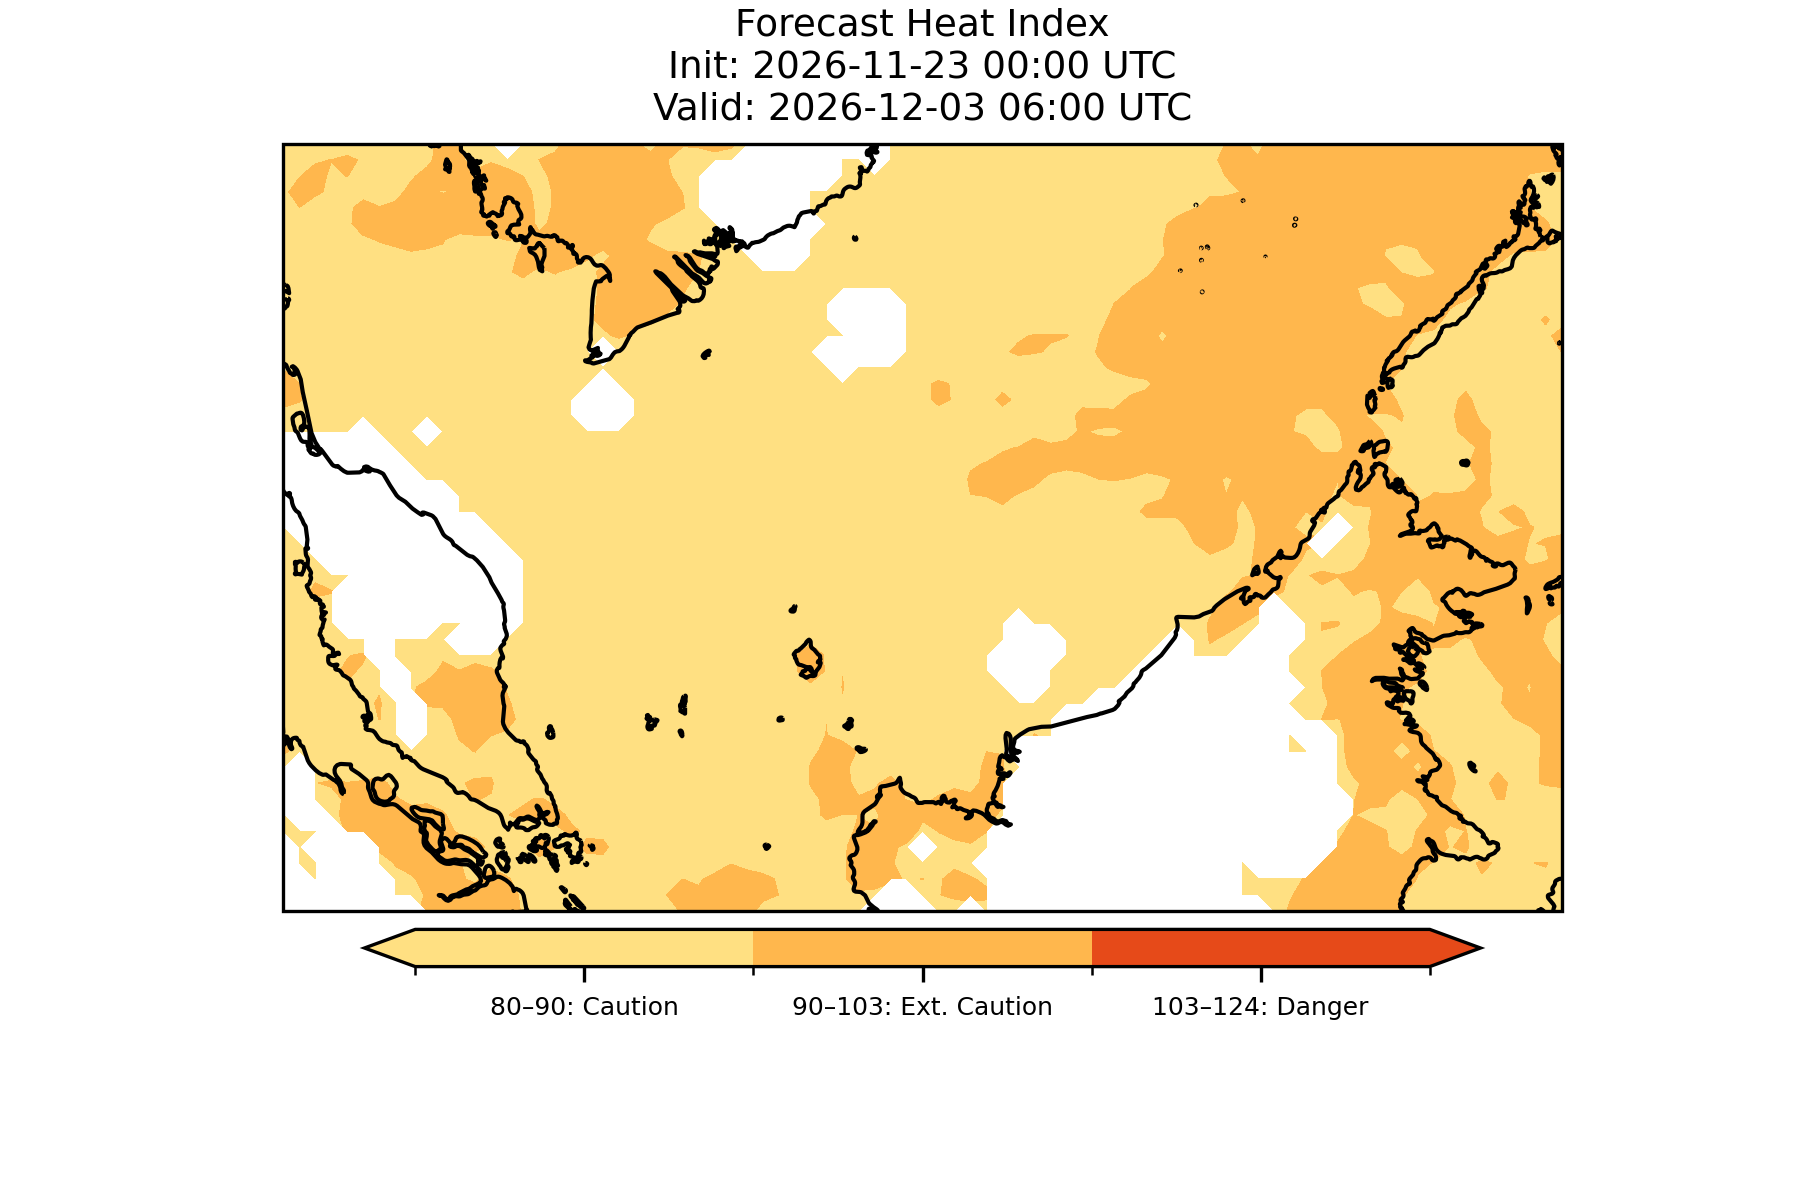 Forecast Heat Index
Init: 2026-11-23 00:00 UTC
Valid: 2026-12-03 06:00 UTC
80–90: Caution
90–103: Ext. Caution
103–124: Danger